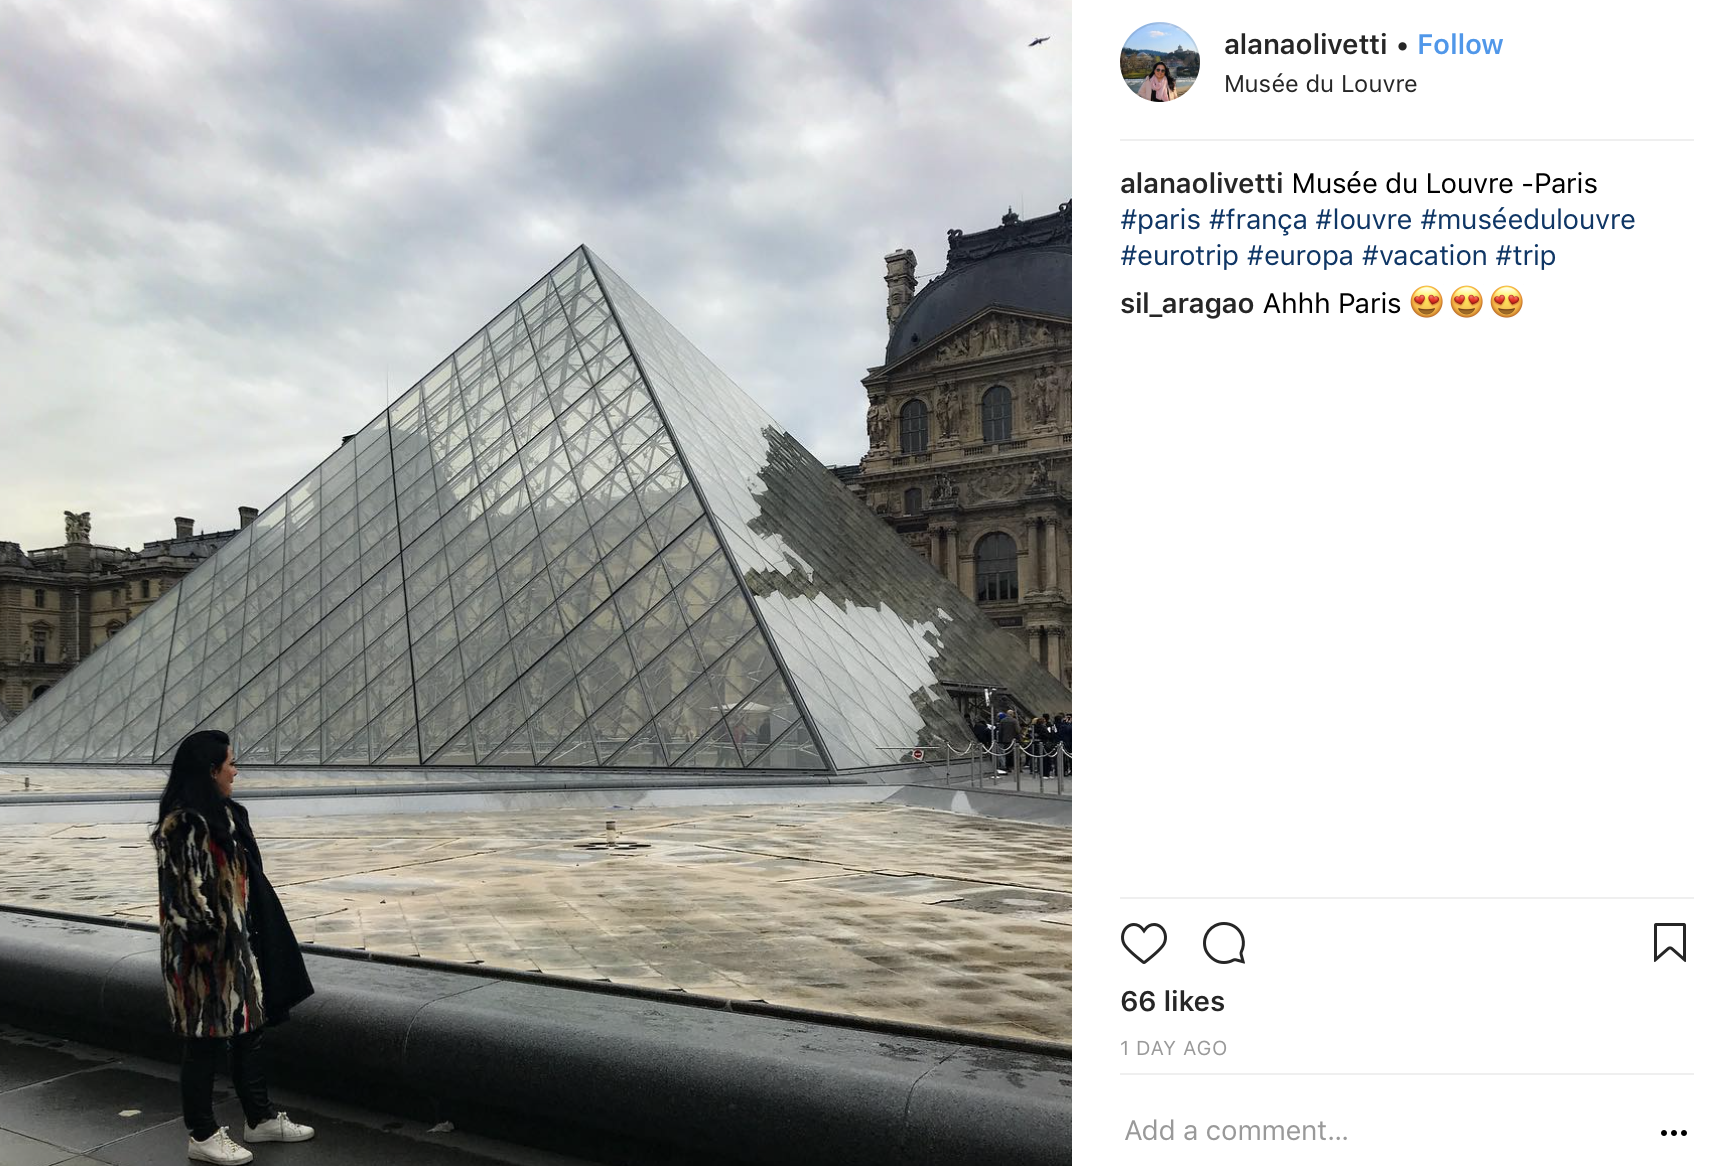 alanaolivetti • Follow
Musée du Louvre
alanaolivetti Musée du Louvre -Paris
#paris #frança #louvre #muséedulouvre
#eurotrip #europa #vacation #trip
sil_aragao Ahhh Paris 😍😍😍
66 likes
1 DAY AGO
Add a comment...